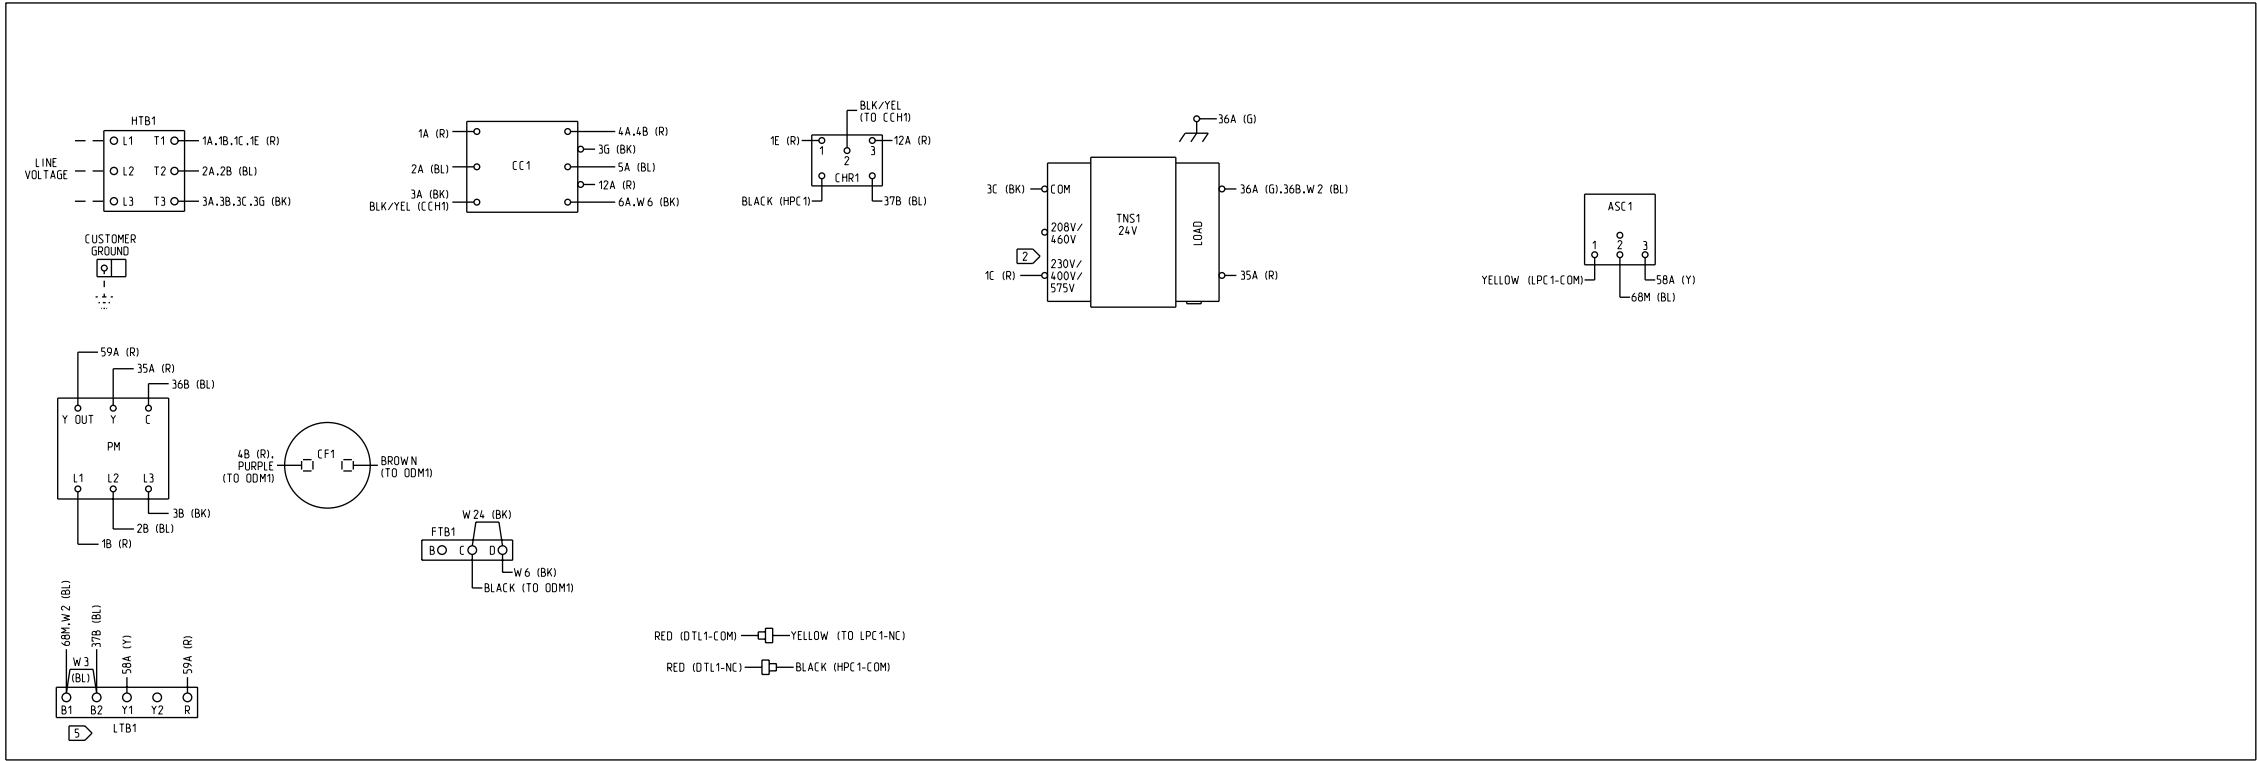 HTB1
LINE
VOLTAGE
L1 T1 1A.1B.1C.1E (R)
L2 T2 2A.2B (BL)
L3 T3 3A.3B.3C.3G (BK)
CUSTOMER
GROUND
1A (R)
2A (BL)
3A (BK)
BLK/YEL (CCH1)
CC1
4A.4B (R)
3G (BK)
5A (BL)
12A (R)
6A.W6 (BK)
BLK/YEL
(TO CCH1)
1E (R)
1 2 3
12A (R)
CHR1
BLACK (HPC1)
37B (BL)
36A (G)
3C (BK)
COM
208V/
460V
2
230V/
400V/
575V
1C (R)
TNS1
24V
LOAD
36A (G).36B.W2 (BL)
35A (R)
ASC1
1 2 3
YELLOW (LPC1-COM)
58A (Y)
68M (BL)
59A (R)
35A (R)
36B (BL)
Y OUT Y C
PM
L1 L2 L3
3B (BK)
2B (BL)
1B (R)
4B (R).
PURPLE
(TO ODM1)
CF1
BROWN
(TO ODM1)
W24 (BK)
FTB1
B C D
W6 (BK)
BLACK (TO ODM1)
68M.W2 (BL)
37B (BL)
58A (Y)
59A (R)
W3
(BL)
B1 B2 Y1 Y2 R
5
LTB1
RED (DTL1-COM) YELLOW (TO LPC1-NC)
RED (DTL1-NC) BLACK (HPC1-COM)